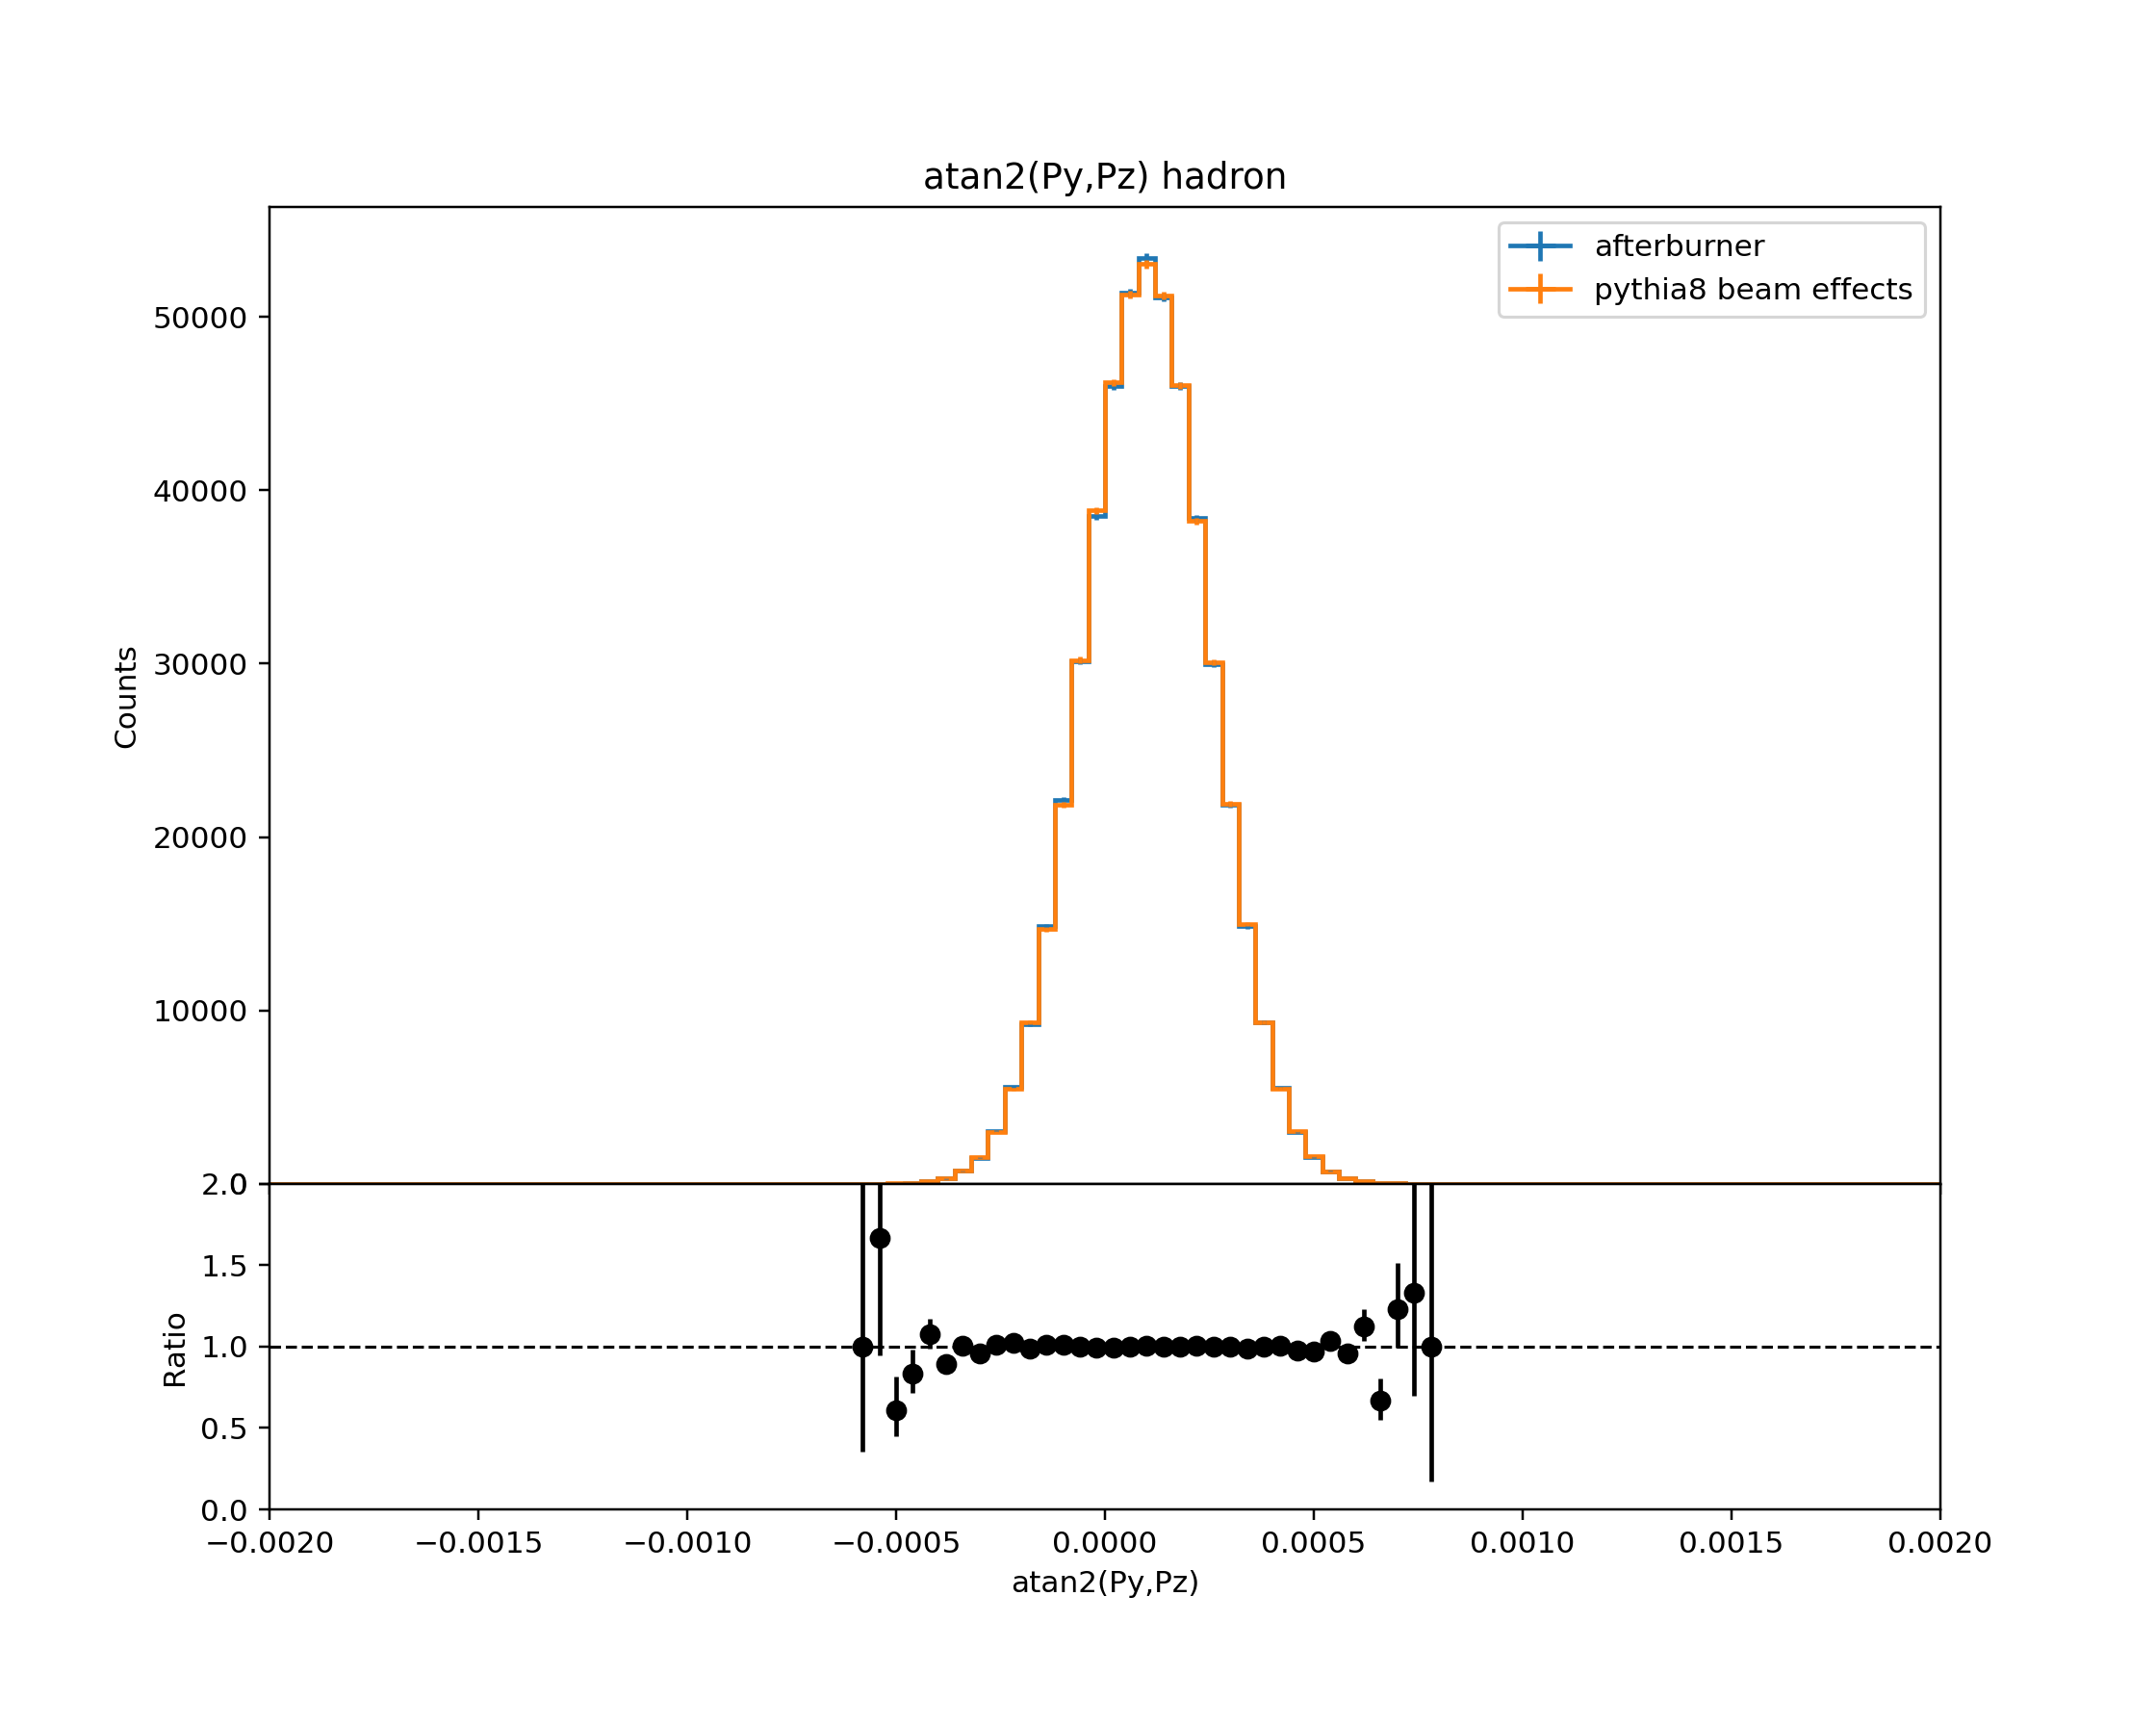 atan2(Py,Pz) hadron
afterburner
pythia8 beam effects
50000
40000
30000
20000
10000
Counts
2.0
1.5
1.0
0.5
0.0
Ratio
−0.0020 −0.0015 −0.0010 −0.0005 0.0000 0.0005 0.0010 0.0015 0.0020
atan2(Py,Pz)